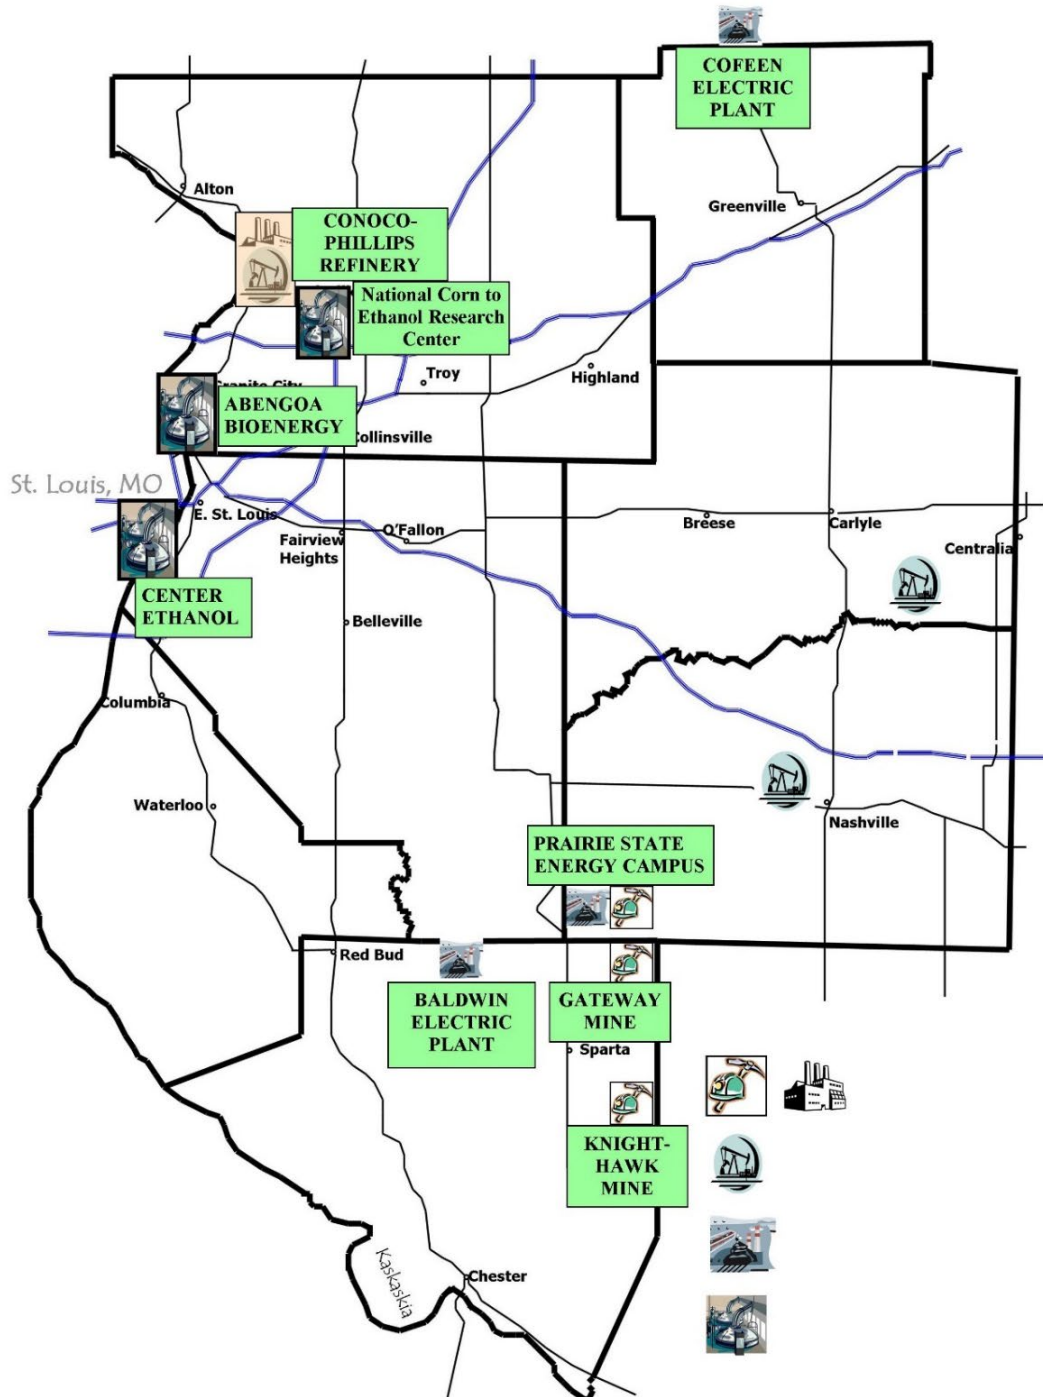 COFEEN
ELECTRIC
PLANT
Alton
Greenville
CONOCO-
PHILLIPS
REFINERY
National Corn to
Ethanol Research
Center
Troy
Highland
Granite City
ABENGOA
BIOENERGY
Collinsville
St. Louis, MO
E. St. Louis
Fairview
Heights
O'Fallon
Breese
Carlyle
Centralia
CENTER
ETHANOL
Belleville
Columbia
Waterloo
Nashville
PRAIRIE STATE
ENERGY CAMPUS
Red Bud
BALDWIN
ELECTRIC
PLANT
GATEWAY
MINE
Sparta
KNIGHT-
HAWK
MINE
Kaskaskia
Chester